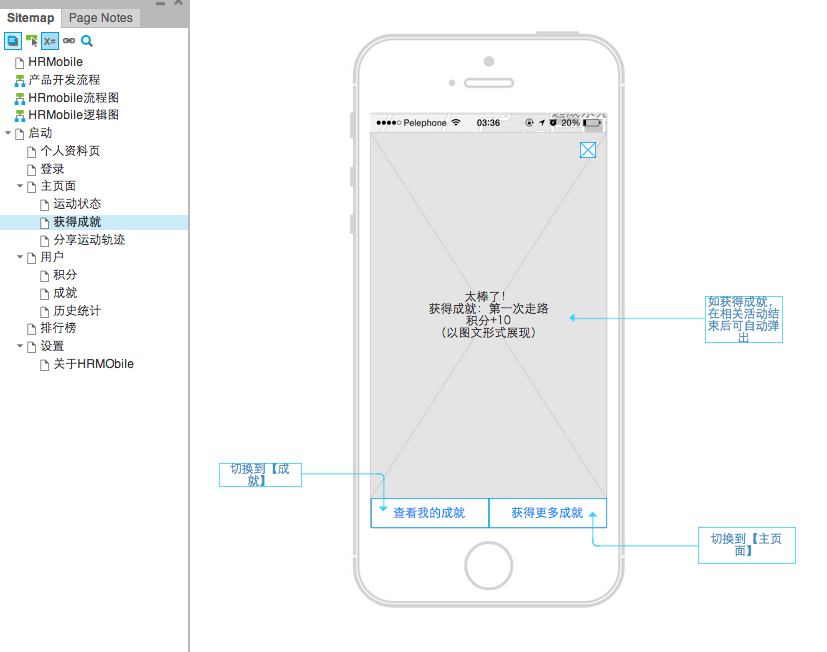 Sitemap
Page Notes
X=
HRMobile
产品开发流程
HRmobile流程图
HRMobile逻辑图
启动
个人资料页
登录
主页面
运动状态
获得成就
分享运动轨迹
用户
积分
成就
历史统计
排行榜
设置
关于HRMObile
Pelephone
03:36
20%
太棒了！
获得成就：第一次走路
积分+10
（以图文形式展现）
如获得成就，
在相关活动结
束后可自动弹
出
切换到【成
就】
查看我的成就
获得更多成就
切换到【主页
面】